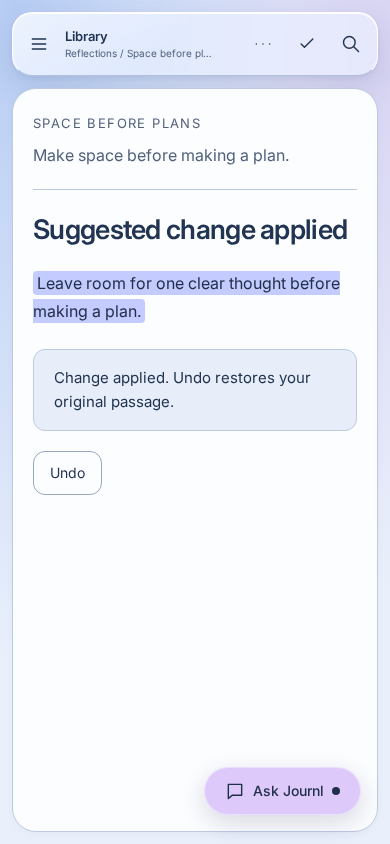 Library
Reflections / Space before pl...
SPACE BEFORE PLANS
Make space before making a plan.
Suggested change applied
Leave room for one clear thought before
making a plan.
Change applied. Undo restores your
original passage.
Undo
Ask Journl